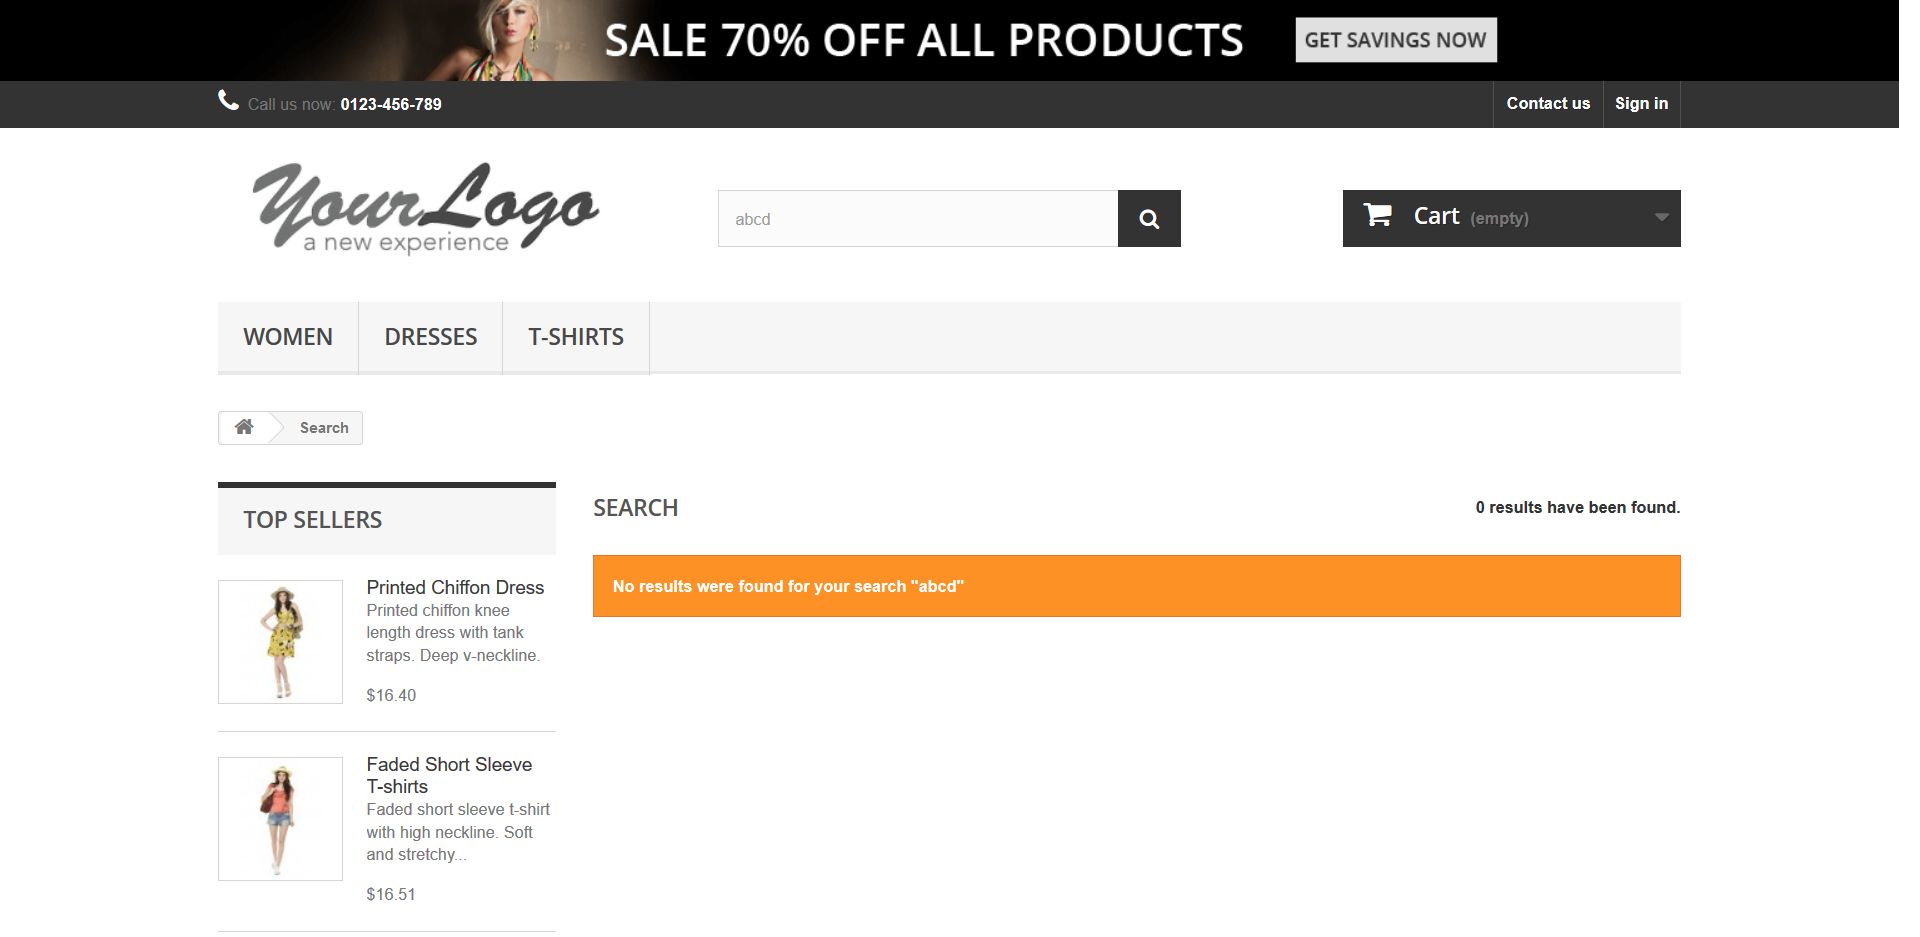 SALE 70% OFF ALL PRODUCTS GET SAVINGS NOW
Call us now: 0123-456-789 Contact us Sign in
YourLogo
a new experience
abcd
Cart (empty)
WOMEN DRESSES T-SHIRTS
Search
TOP SELLERS
Printed Chiffon Dress
Printed chiffon knee
length dress with tank
straps. Deep v-neckline.
$16.40
Faded Short Sleeve
T-shirts
Faded short sleeve t-shirt
with high neckline. Soft
and stretchy...
$16.51
SEARCH 0 results have been found.
No results were found for your search "abcd"